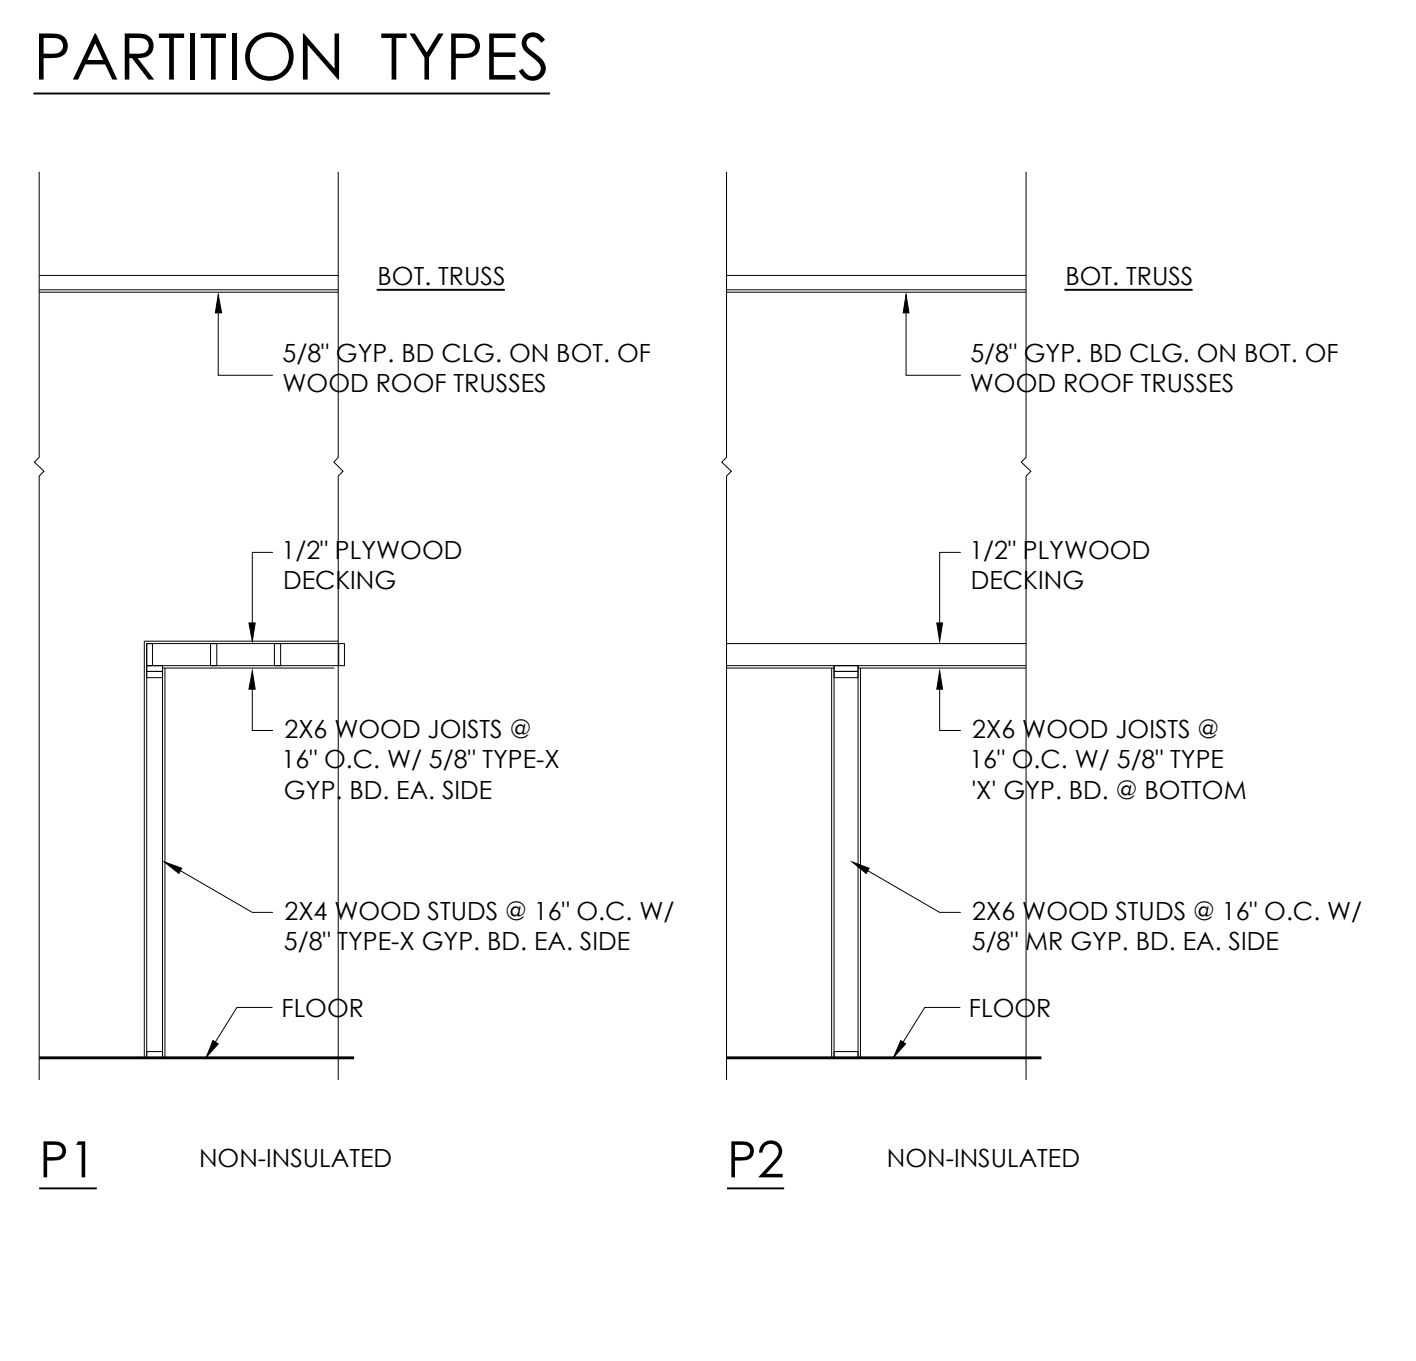 PARTITION TYPES
BOT. TRUSS
5/8" GYP. BD CLG. ON BOT. OF
WOOD ROOF TRUSSES
1/2" PLYWOOD
DECKING
2X6 WOOD JOISTS @
16" O.C. W/ 5/8" TYPE-X
GYP. BD. EA. SIDE
2X4 WOOD STUDS @ 16" O.C. W/
5/8" TYPE-X GYP. BD. EA. SIDE
FLOOR
P1
NON-INSULATED
BOT. TRUSS
5/8" GYP. BD CLG. ON BOT. OF
WOOD ROOF TRUSSES
1/2" PLYWOOD
DECKING
2X6 WOOD JOISTS @
16" O.C. W/ 5/8" TYPE
'X' GYP. BD. @ BOTTOM
2X6 WOOD STUDS @ 16" O.C. W/
5/8" MR GYP. BD. EA. SIDE
FLOOR
P2
NON-INSULATED